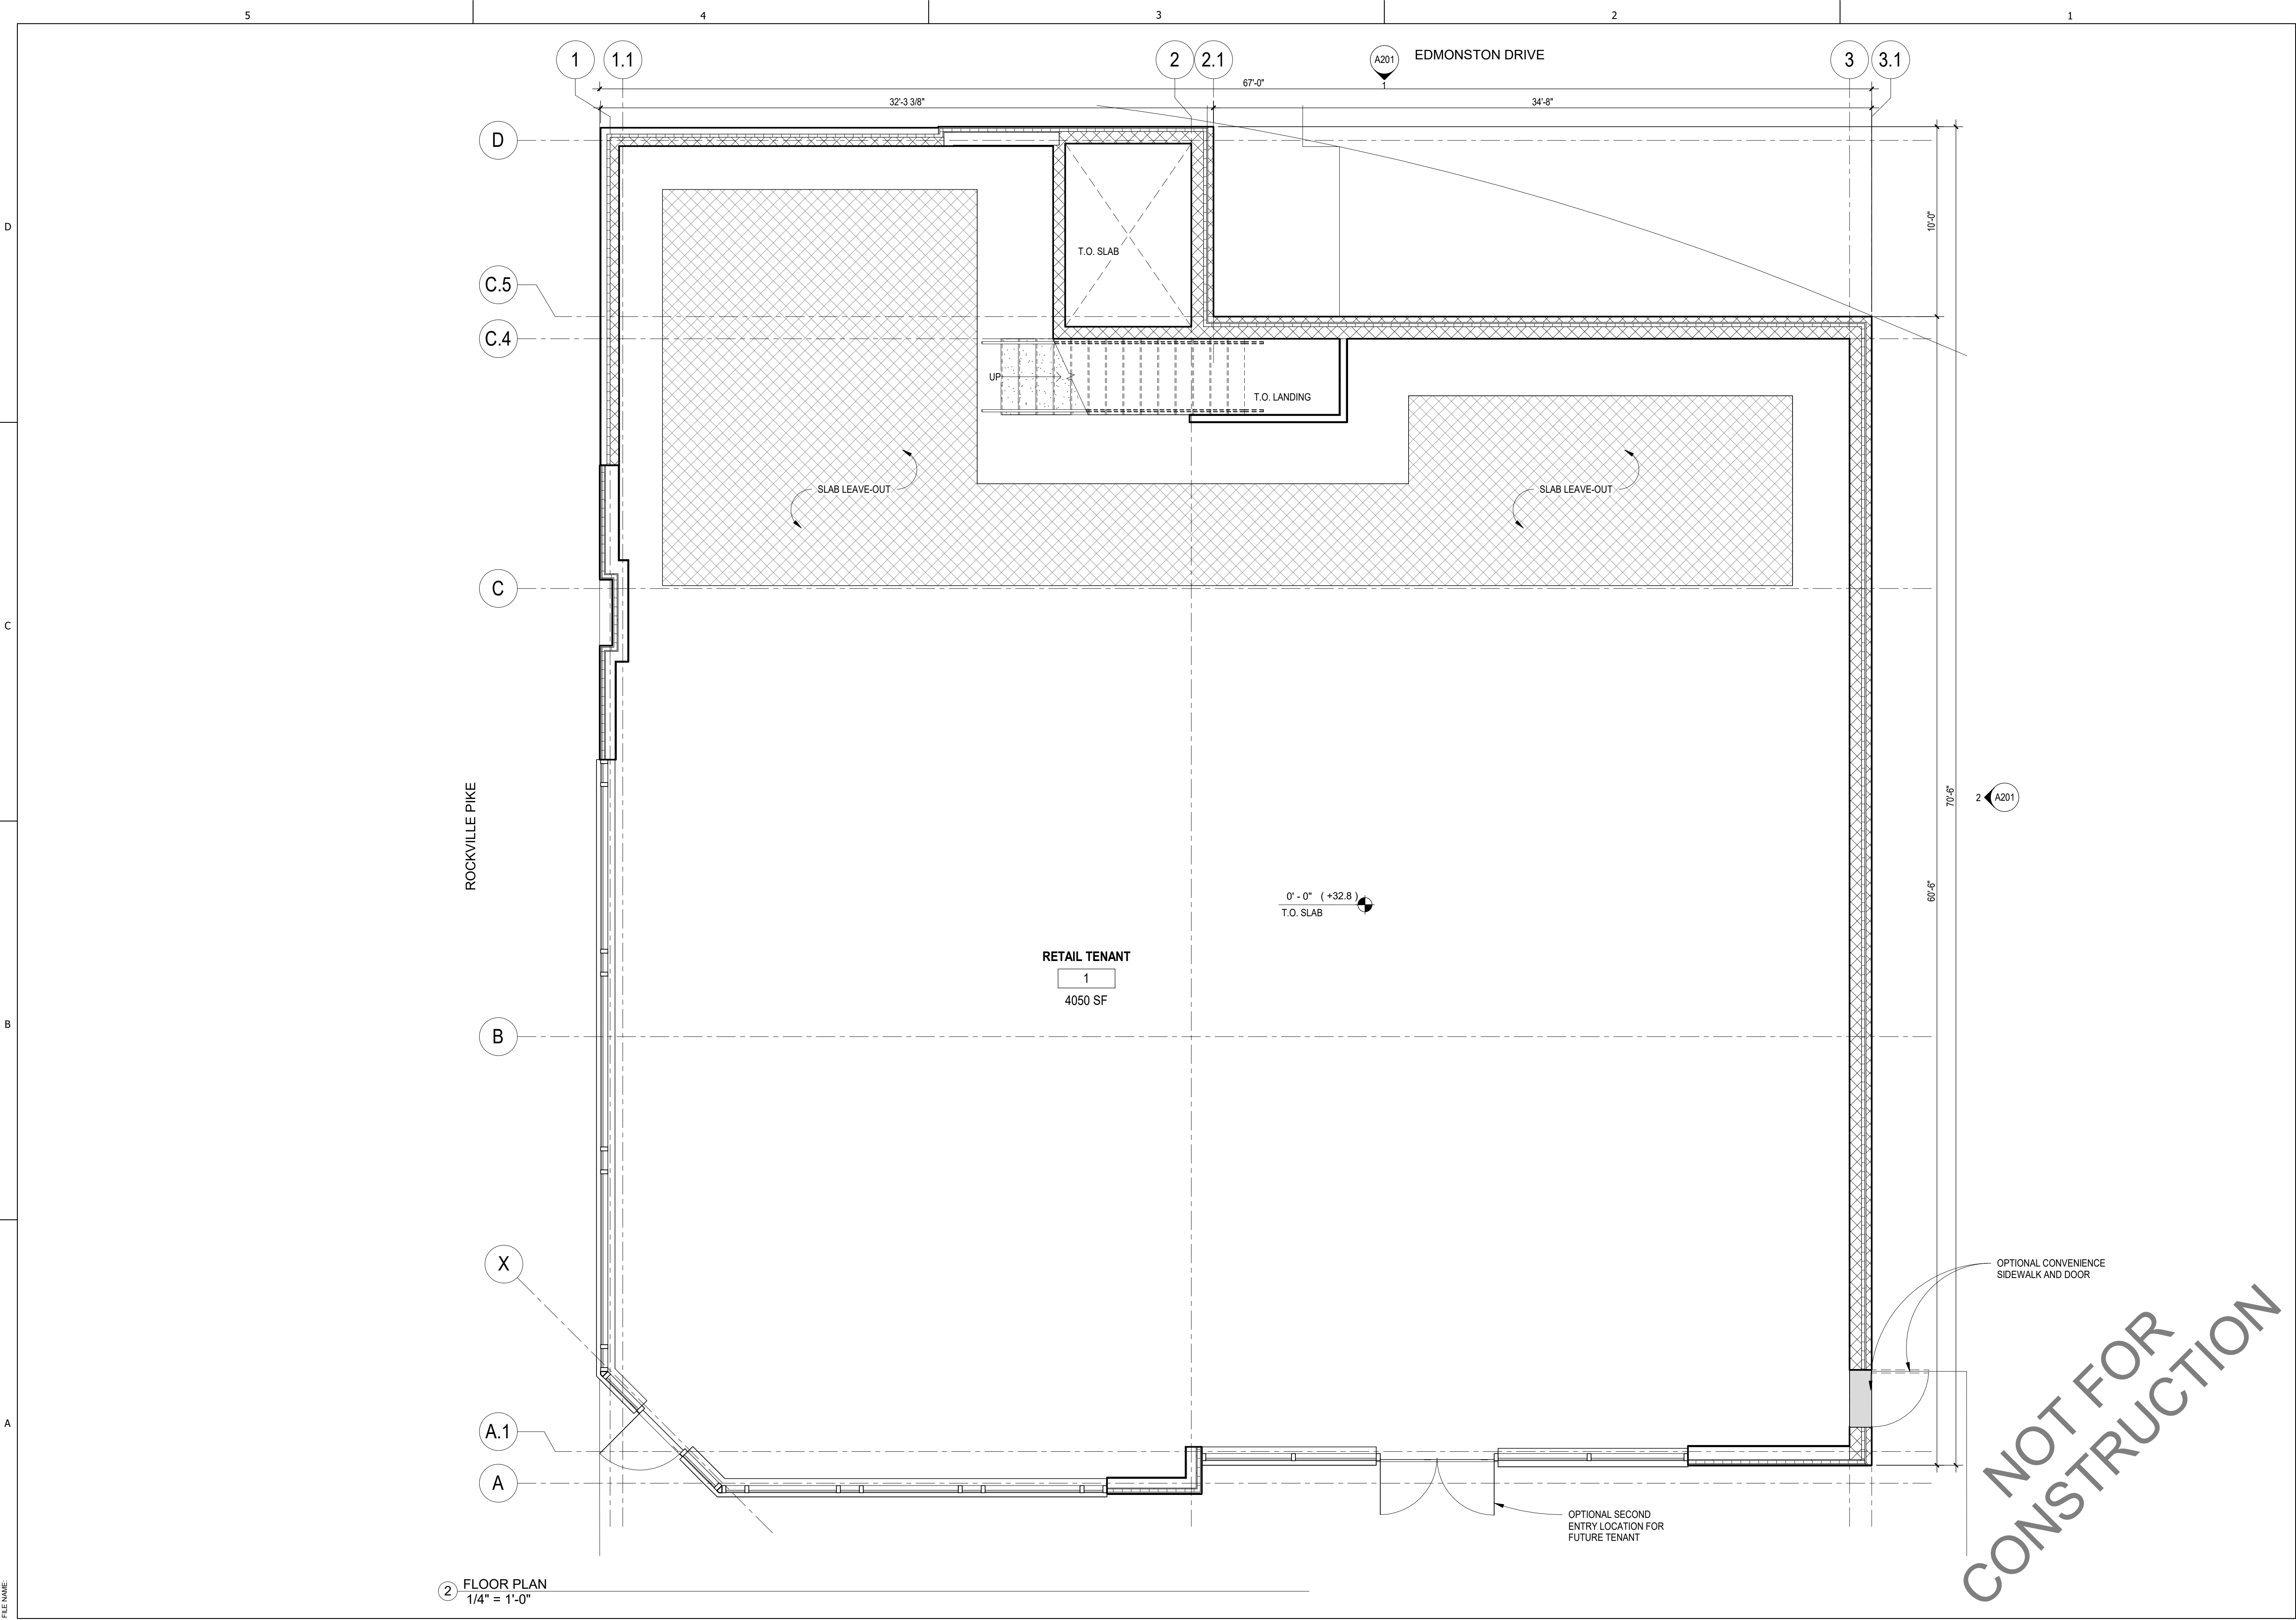 5
4
3
2
1
1
1.1
2
2.1
A201
1
EDMONSTON DRIVE
3
3.1
67'-0"
32'-3 3/8"
34'-8"
D
D
10'-0"
T.O. SLAB
C.5
C.4
UP
T.O. LANDING
SLAB LEAVE-OUT
SLAB LEAVE-OUT
C
C
ROCKVILLE PIKE
70'-6"
2
A201
60'-6"
0' - 0" ( +32.8 )
T.O. SLAB
RETAIL TENANT
1
4050 SF
B
B
X
OPTIONAL CONVENIENCE
SIDEWALK AND DOOR
A
A.1
A
OPTIONAL SECOND
ENTRY LOCATION FOR
FUTURE TENANT
NOT FOR
CONSTRUCTION
2
FLOOR PLAN
1/4" = 1'-0"
FILE NAME: